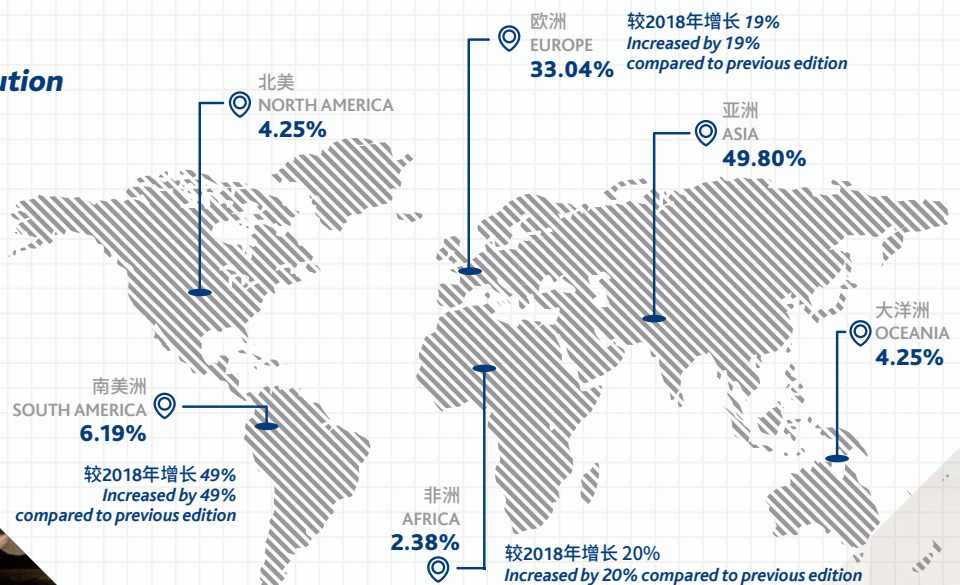 ution
北美
NORTH AMERICA
4.25%
欧洲
EUROPE
33.04%
较2018年增长 19%
Increased by 19%
compared to previous edition
亚洲
ASIA
49.80%
大洋洲
OCEANIA
4.25%
南美洲
SOUTH AMERICA
6.19%
较2018年增长 49%
Increased by 49%
compared to previous edition
非洲
AFRICA
2.38%
较2018年增长 20%
Increased by 20% compared to previous edition